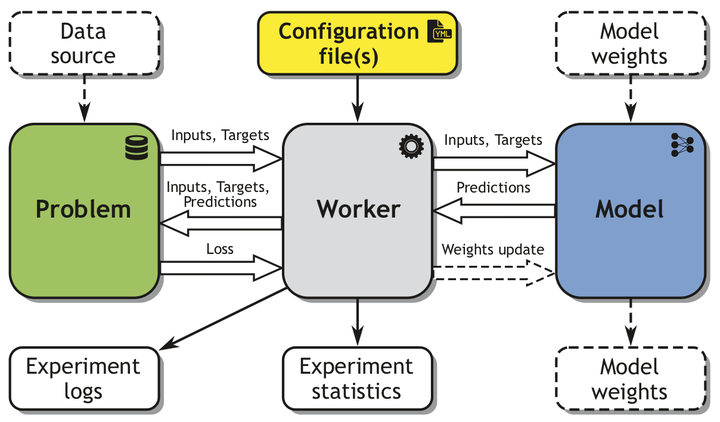 Data
source
Configuration
file(s)
YML
Model
weights
Inputs, Targets
Inputs, Targets
Problem
Inputs, Targets,
Predictions
Worker
Predictions
Model
Loss
Weights update
Experiment
logs
Experiment
statistics
Model
weights